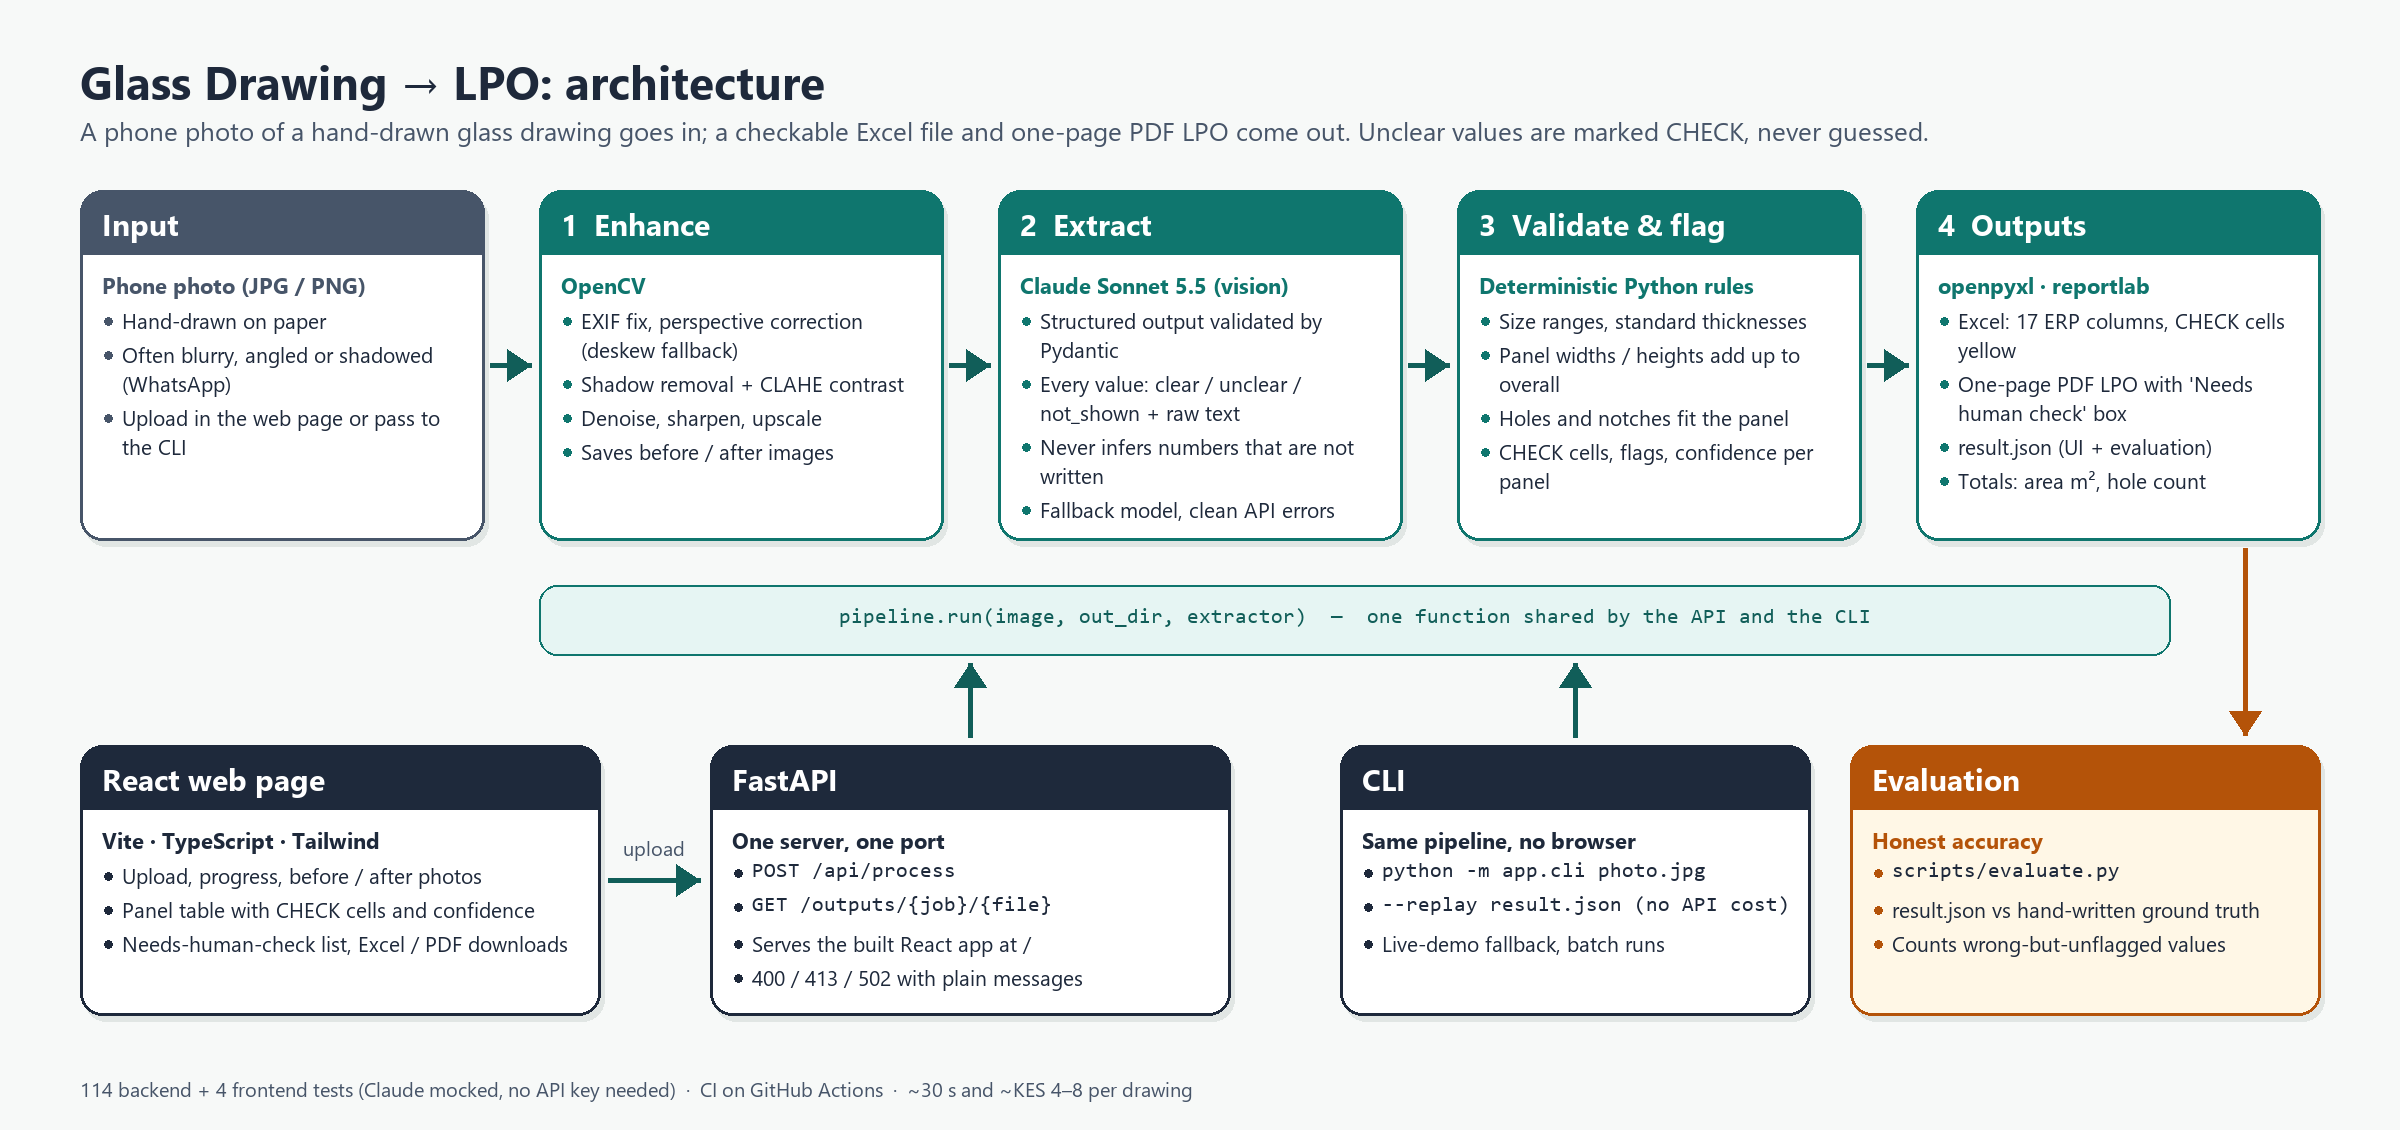 Glass Drawing → LPO: architecture
A phone photo of a hand-drawn glass drawing goes in; a checkable Excel file and one-page PDF LPO come out. Unclear values are marked CHECK, never guessed.
Input
Phone photo (JPG / PNG)
• Hand-drawn on paper
• Often blurry, angled or shadowed
(WhatsApp)
• Upload in the web page or pass to
the CLI
1 Enhance
OpenCV
• EXIF fix, perspective correction
(deskew fallback)
• Shadow removal + CLAHE contrast
• Denoise, sharpen, upscale
• Saves before / after images
2 Extract
Claude Sonnet 5.5 (vision)
• Structured output validated by
Pydantic
• Every value: clear / unclear /
not_shown + raw text
• Never infers numbers that are not
written
• Fallback model, clean API errors
3 Validate & flag
Deterministic Python rules
• Size ranges, standard thicknesses
• Panel widths / heights add up to
overall
• Holes and notches fit the panel
• CHECK cells, flags, confidence per
panel
4 Outputs
openpyxl · reportlab
• Excel: 17 ERP columns, CHECK cells
yellow
• One-page PDF LPO with 'Needs
human check' box
• result.json (UI + evaluation)
• Totals: area m², hole count
pipeline.run(image, out_dir, extractor) — one function shared by the API and the CLI
React web page
Vite · TypeScript · Tailwind
• Upload, progress, before / after photos
• Panel table with CHECK cells and confidence
• Needs-human-check list, Excel / PDF downloads
upload
FastAPI
One server, one port
• POST /api/process
• GET /outputs/{job}/{file}
• Serves the built React app at /
• 400 / 413 / 502 with plain messages
CLI
Same pipeline, no browser
• python -m app.cli photo.jpg
• --replay result.json (no API cost)
• Live-demo fallback, batch runs
Evaluation
Honest accuracy
• scripts/evaluate.py
• result.json vs hand-written ground truth
• Counts wrong-but-unflagged values
114 backend + 4 frontend tests (Claude mocked, no API key needed) · CI on GitHub Actions · ~30 s and ~KES 4–8 per drawing